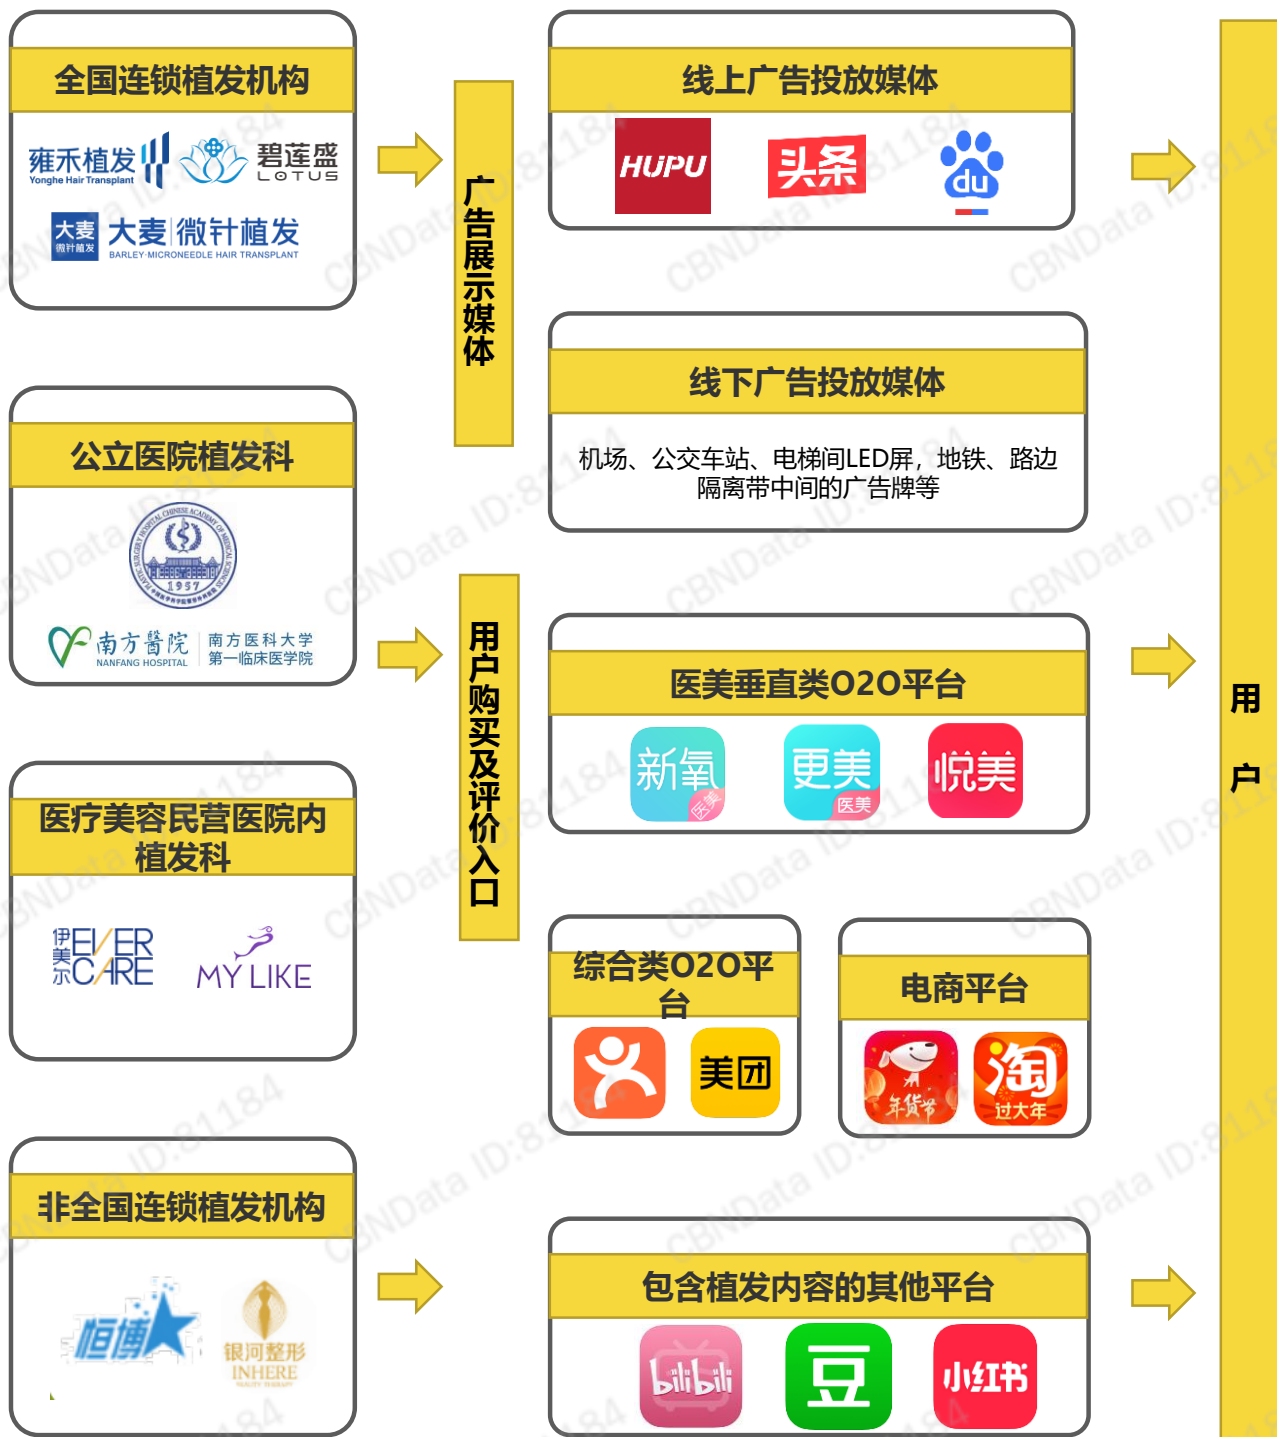 全国连锁植发机构
雍禾植发
Yonghe Hair Transplant
碧莲盛
LOTUS
大麦
微针植发
大麦|微针植发
BARLEY·MICRONEEDLE HAIR TRANSPLANT
公立医院植发科
PLASTIC SURGERY HOSPITAL CHINESE ACADEMY OF MEDICAL SCIENCES
1957
南方醫院
NANFANG HOSPITAL
南方医科大学
第一临床医学院
医疗美容民营医院内
植发科
伊美尔
EVER
CARE
MYLIKE
非全国连锁植发机构
恒博
银河整形
INHERE
广告展示媒体
用户购买及评价入口
线上广告投放媒体
HUPU
头条
du
线下广告投放媒体
机场、公交车站、电梯间LED屏，地铁、路边
隔离带中间的广告牌等
医美垂直类O2O平台
新氧
医美
更美
医美
悦美
综合类O2O平
台
美团
电商平台
年货节
淘
过大年
包含植发内容的其他平台
bilibili
豆
小红书
用
户
CBNData ID:81184